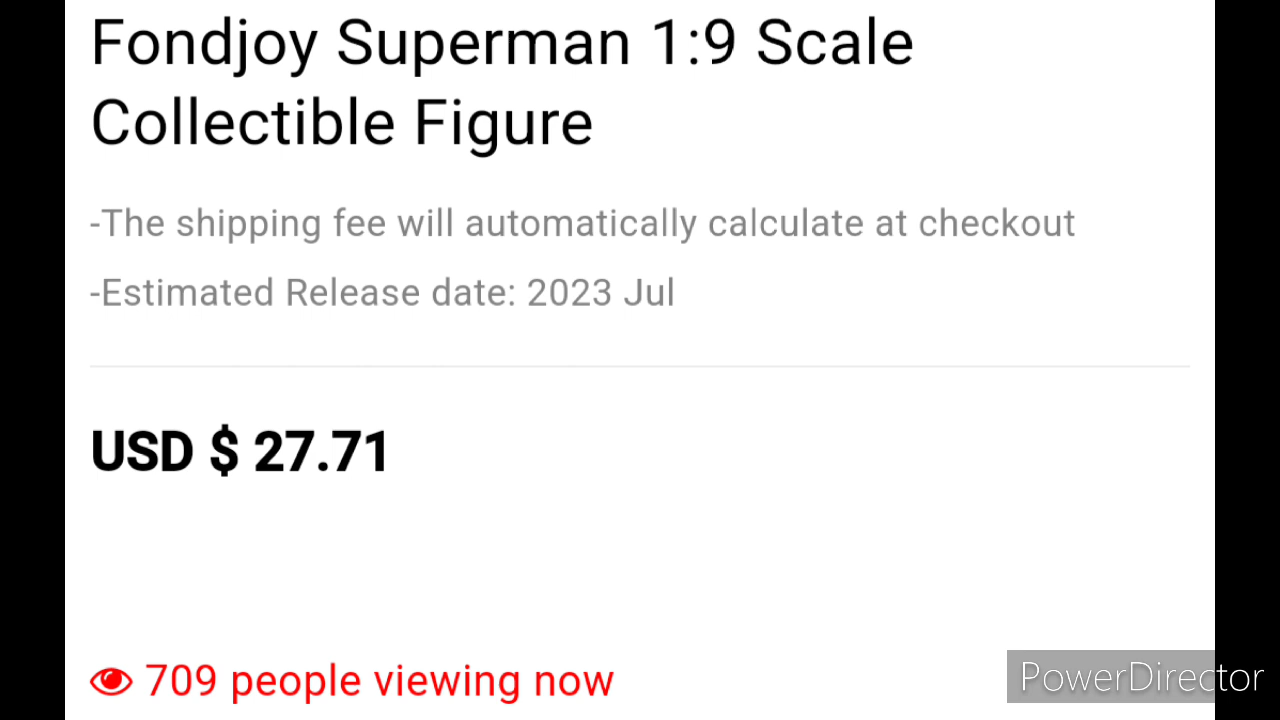 Fondjoy Superman 1:9 Scale
Collectible Figure
-The shipping fee will automatically calculate at checkout
-Estimated Release date: 2023 Jul
USD $ 27.71
709 people viewing now
PowerDirector